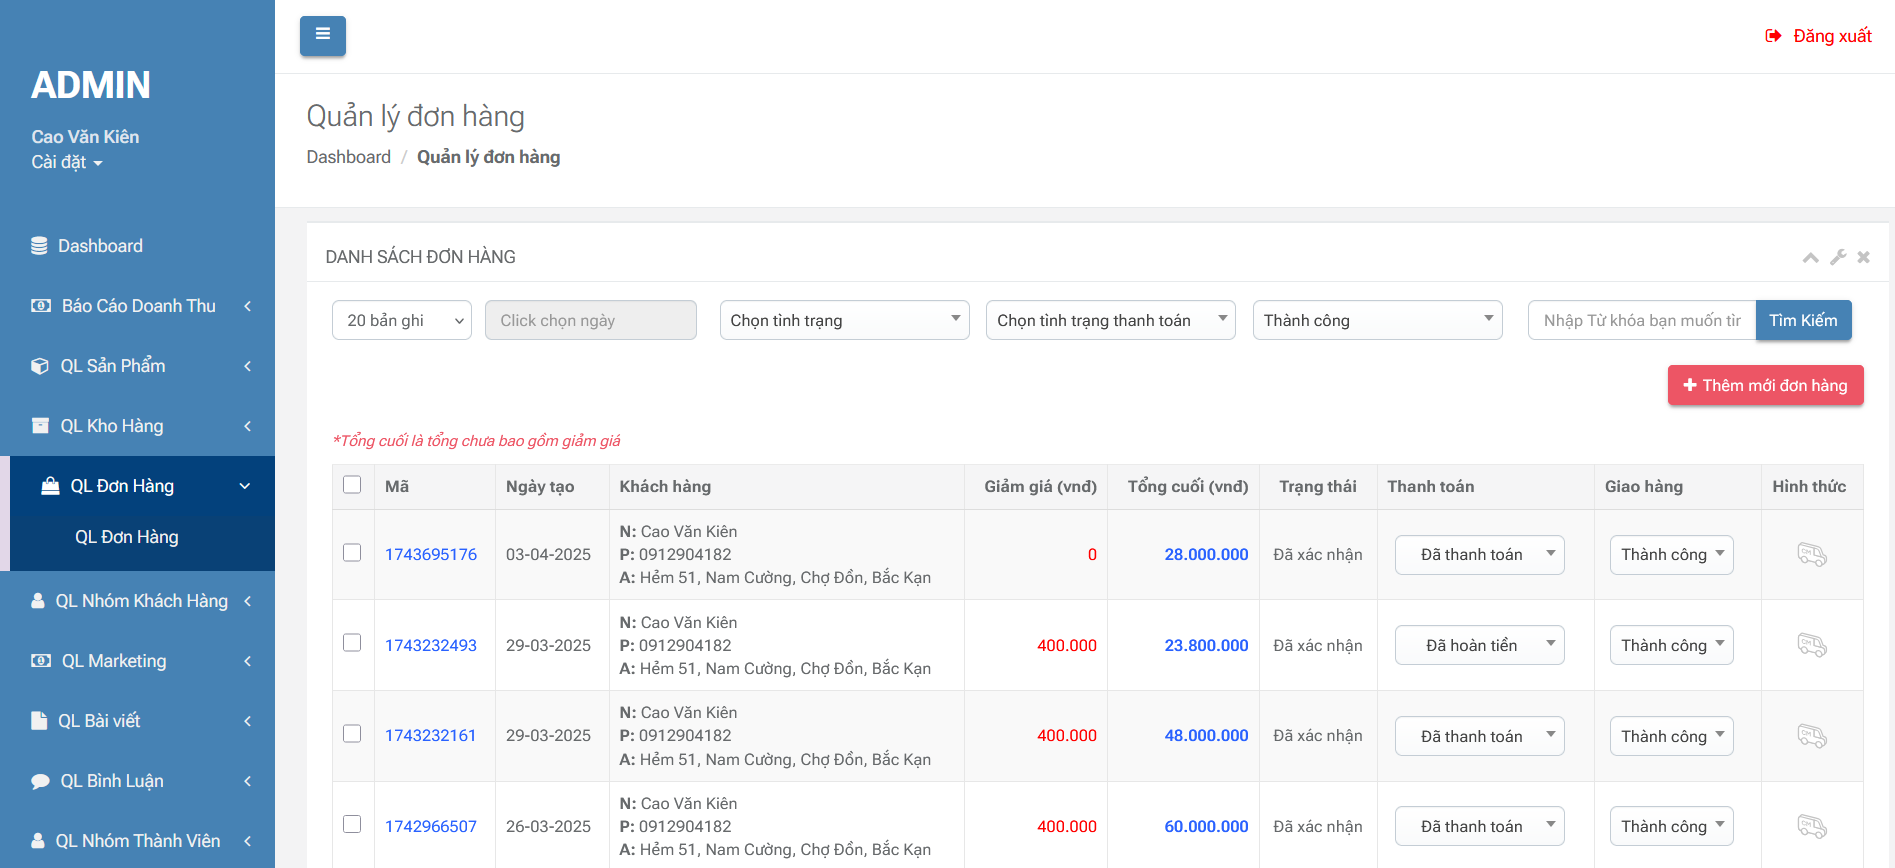 ADMIN
Cao Văn Kiên
Cài đặt
Dashboard
Báo Cáo Doanh Thu
QL Sản Phẩm
QL Kho Hàng
QL Đơn Hàng
QL Đơn Hàng
QL Nhóm Khách Hàng
QL Marketing
QL Bài viết
QL Bình Luận
QL Nhóm Thành Viên
Đăng xuất
Quản lý đơn hàng
Dashboard / Quản lý đơn hàng
DANH SÁCH ĐƠN HÀNG
20 bản ghi Click chọn ngày Chọn tình trạng Chọn tình trạng thanh toán Thành công Nhập Từ khóa bạn muốn tìr Tìm Kiếm
Thêm mới đơn hàng
*Tổng cuối là tổng chưa bao gồm giảm giá
Mã Ngày tạo Khách hàng Giảm giá (vnđ) Tổng cuối (vnđ) Trạng thái Thanh toán Giao hàng Hình thức
N: Cao Văn Kiên
1743695176 03-04-2025 P: 0912904182 0 28.000.000 Đã xác nhận Đã thanh toán Thành công
A: Hẻm 51, Nam Cường, Chợ Đồn, Bắc Kạn
N: Cao Văn Kiên
1743232493 29-03-2025 P: 0912904182 400.000 23.800.000 Đã xác nhận Đã hoàn tiền Thành công
A: Hẻm 51, Nam Cường, Chợ Đồn, Bắc Kạn
N: Cao Văn Kiên
1743232161 29-03-2025 P: 0912904182 400.000 48.000.000 Đã xác nhận Đã thanh toán Thành công
A: Hẻm 51, Nam Cường, Chợ Đồn, Bắc Kạn
N: Cao Văn Kiên
1742966507 26-03-2025 P: 0912904182 400.000 60.000.000 Đã xác nhận Đã thanh toán Thành công
A: Hẻm 51, Nam Cường, Chợ Đồn, Bắc Kạn